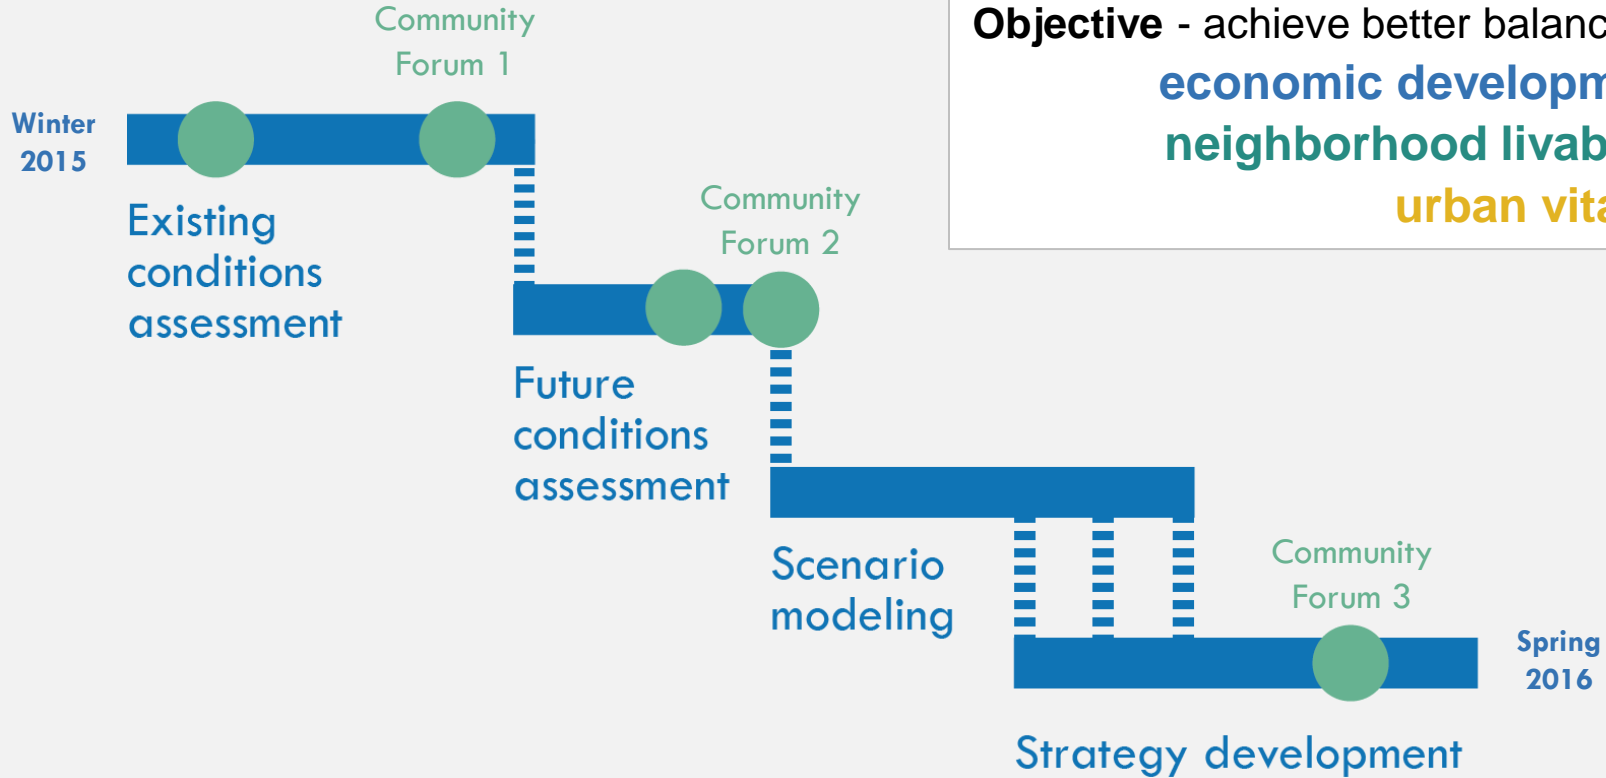 Community
Forum 1
Objective - achieve better balanc
economic developm
neighborhood livab
urban vita
Winter
2015
Existing
conditions
assessment
Community
Forum 2
Future
conditions
assessment
Scenario
modeling
Community
Forum 3
Spring
2016
Strategy development